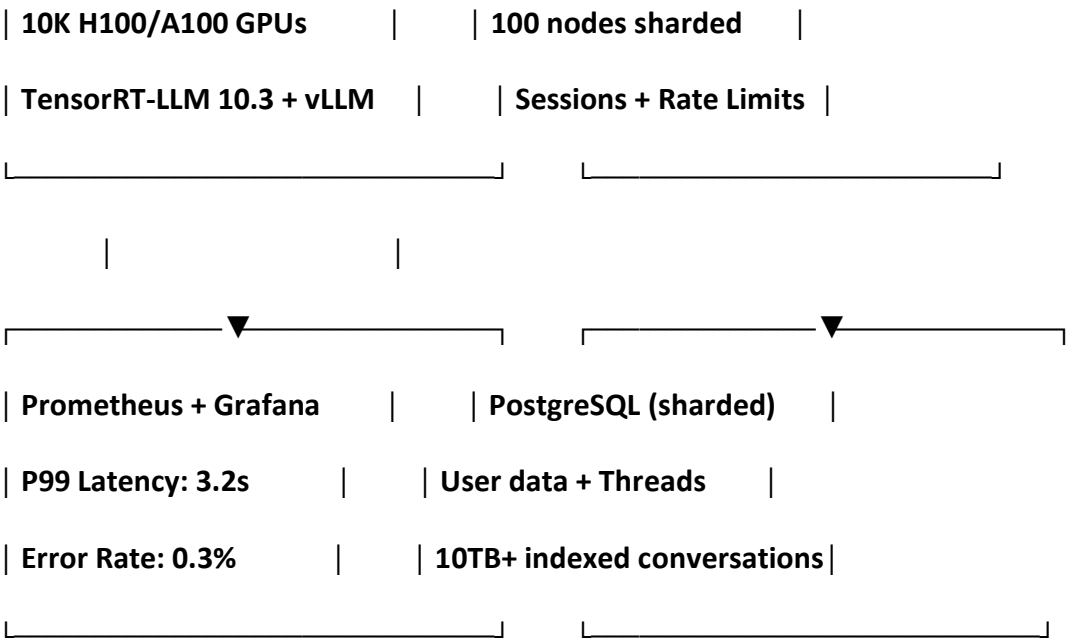 | 10K H100/A100 GPUs | | 100 nodes sharded |
| TensorRT-LLM 10.3 + vLLM | | Sessions + Rate Limits |
| Prometheus + Grafana | | PostgreSQL (sharded) |
| P99 Latency: 3.2s | | User data + Threads |
| Error Rate: 0.3% | | 10TB+ indexed conversations |